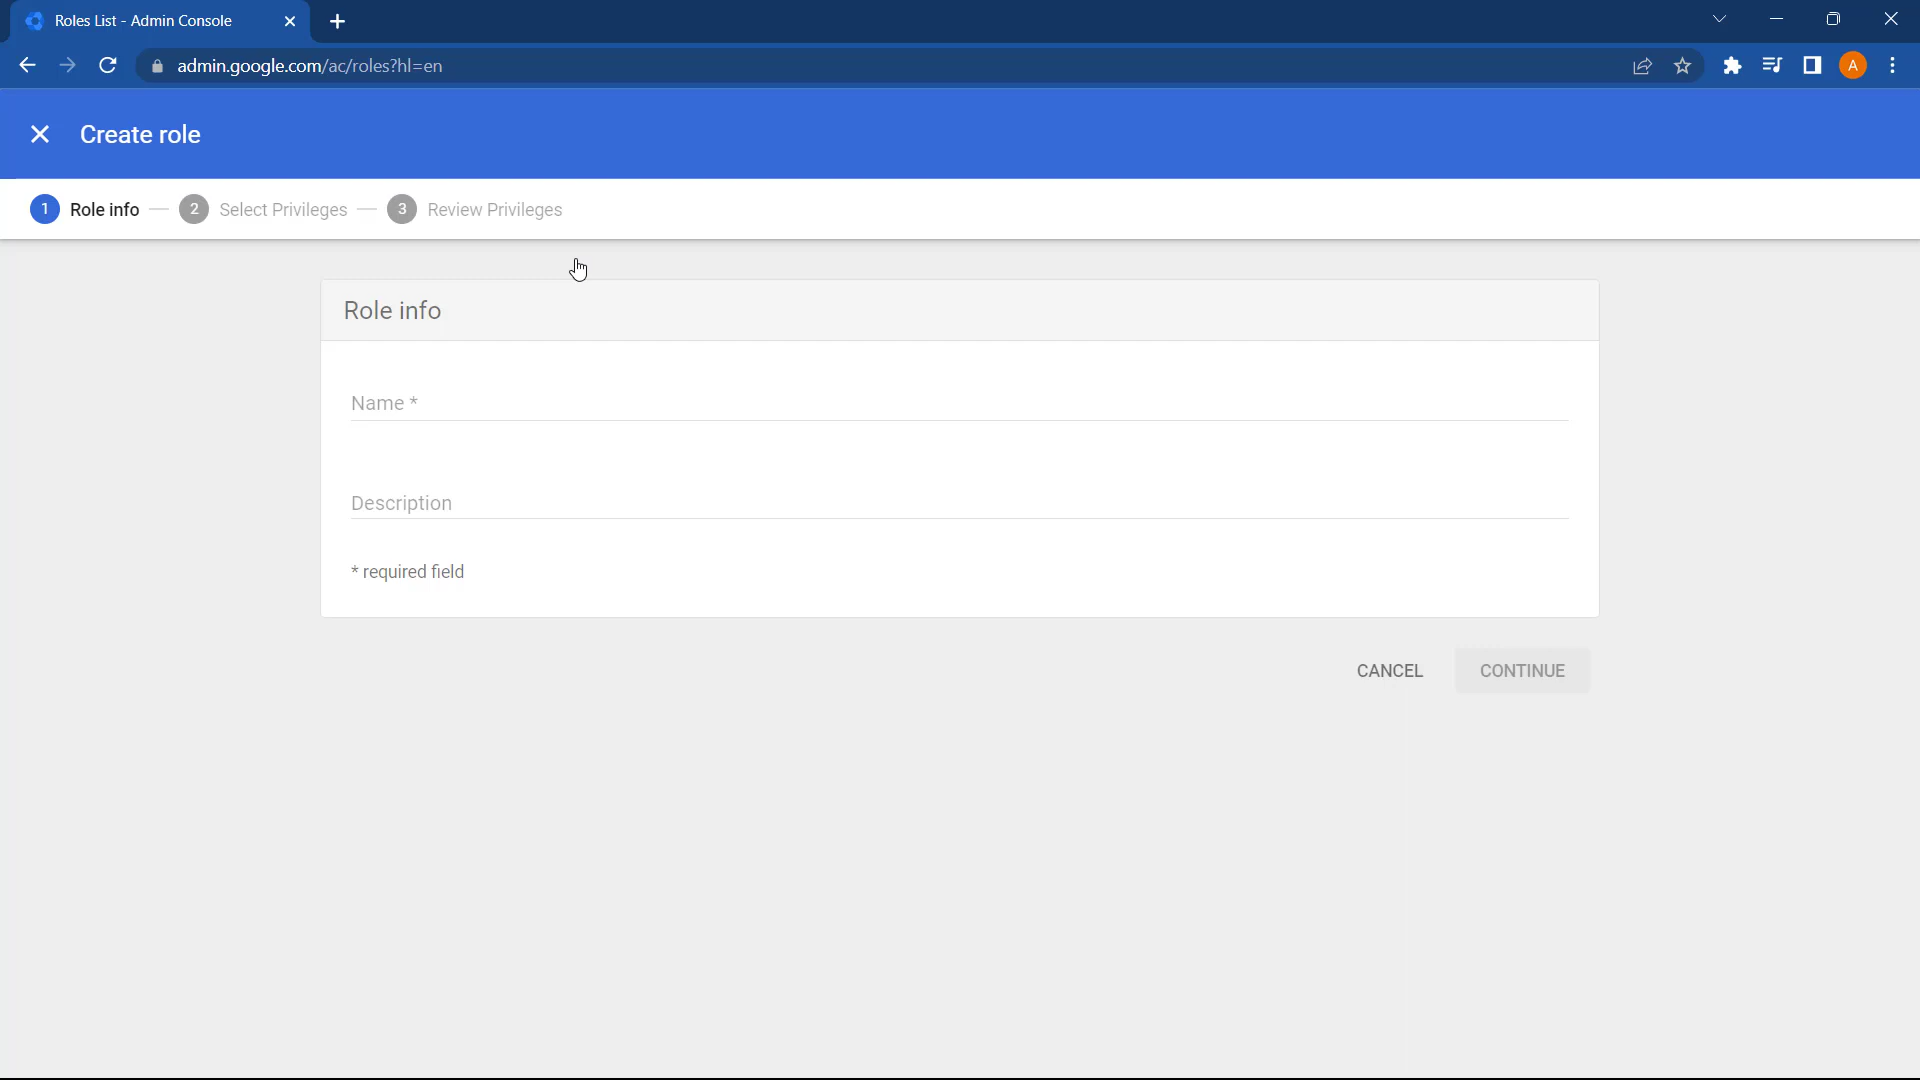 Roles List - Admin Console
admin.google.com/ac/roles?hl=en
A
Create role
1 Role info 2 Select Privileges 3 Review Privileges
Role info
Name *
Description
* required field
CANCEL CONTINUE